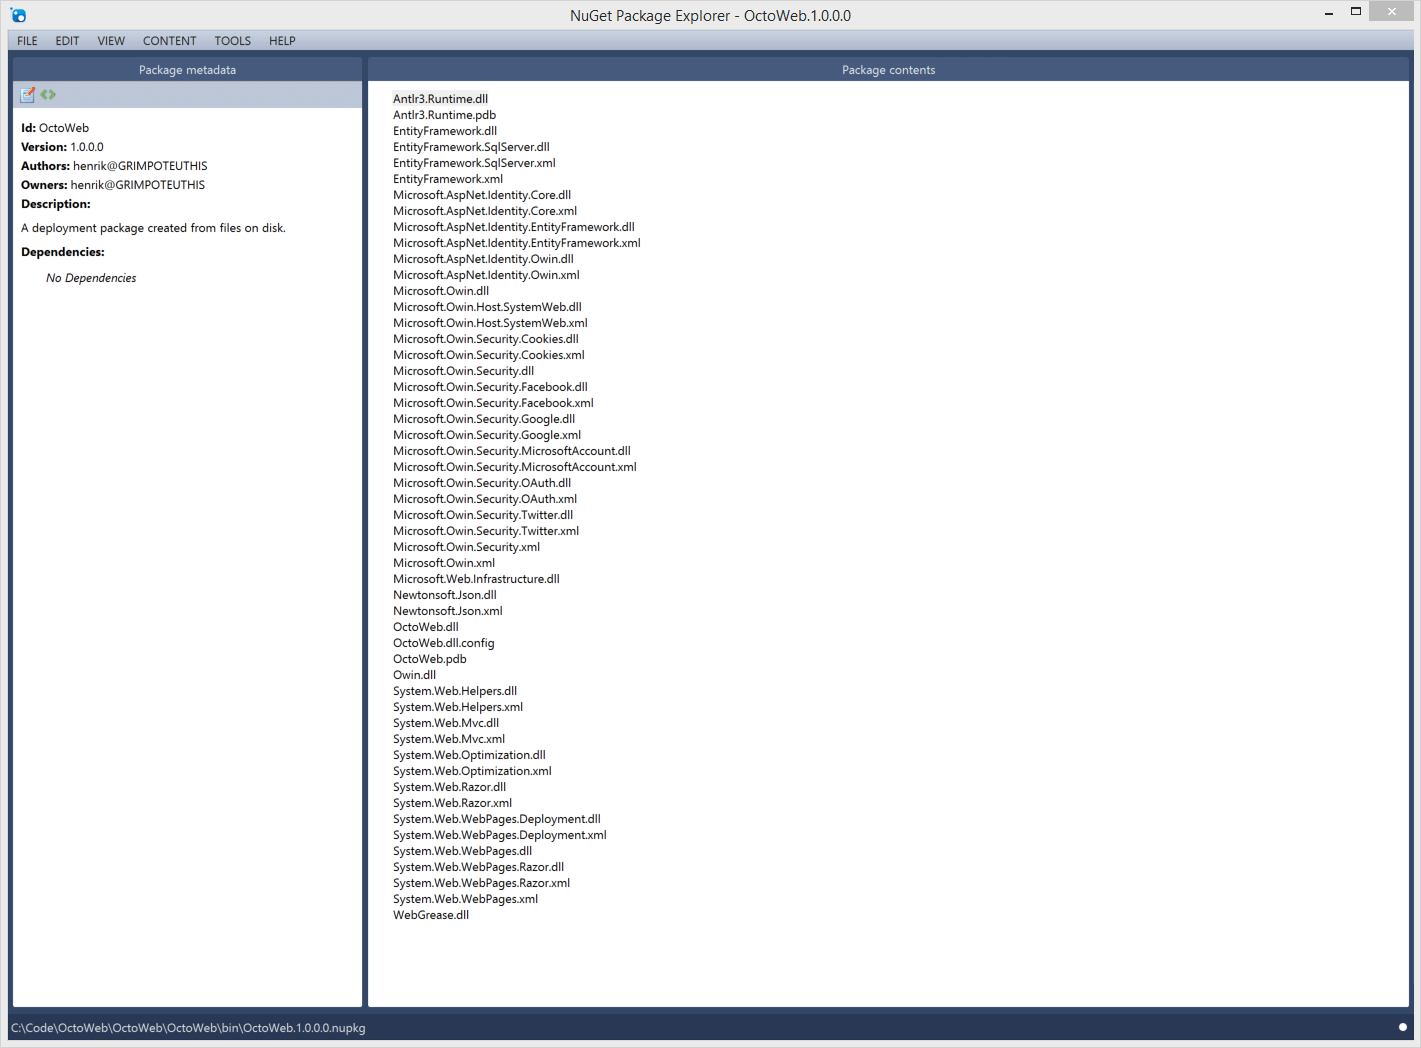 NuGet Package Explorer - OctoWeb.1.0.0.0
FILE EDIT VIEW CONTENT TOOLS HELP
Package metadata
Id: OctoWeb
Version: 1.0.0.0
Authors: henrik@GRIMPOTEUTHIS
Owners: henrik@GRIMPOTEUTHIS
Description:
A deployment package created from files on disk.
Dependencies:
No Dependencies
Package contents
Antlr3.Runtime.dll
Antlr3.Runtime.pdb
EntityFramework.dll
EntityFramework.SqlServer.dll
EntityFramework.SqlServer.xml
EntityFramework.xml
Microsoft.AspNet.Identity.Core.dll
Microsoft.AspNet.Identity.Core.xml
Microsoft.AspNet.Identity.EntityFramework.dll
Microsoft.AspNet.Identity.EntityFramework.xml
Microsoft.AspNet.Identity.Owin.dll
Microsoft.AspNet.Identity.Owin.xml
Microsoft.Owin.dll
Microsoft.Owin.Host.SystemWeb.dll
Microsoft.Owin.Host.SystemWeb.xml
Microsoft.Owin.Security.Cookies.dll
Microsoft.Owin.Security.Cookies.xml
Microsoft.Owin.Security.dll
Microsoft.Owin.Security.Facebook.dll
Microsoft.Owin.Security.Facebook.xml
Microsoft.Owin.Security.Google.dll
Microsoft.Owin.Security.Google.xml
Microsoft.Owin.Security.MicrosoftAccount.dll
Microsoft.Owin.Security.MicrosoftAccount.xml
Microsoft.Owin.Security.OAuth.dll
Microsoft.Owin.Security.OAuth.xml
Microsoft.Owin.Security.Twitter.dll
Microsoft.Owin.Security.Twitter.xml
Microsoft.Owin.Security.xml
Microsoft.Owin.xml
Microsoft.Web.Infrastructure.dll
Newtonsoft.Json.dll
Newtonsoft.Json.xml
OctoWeb.dll
OctoWeb.dll.config
OctoWeb.pdb
Owin.dll
System.Web.Helpers.dll
System.Web.Helpers.xml
System.Web.Mvc.dll
System.Web.Mvc.xml
System.Web.Optimization.dll
System.Web.Optimization.xml
System.Web.Razor.dll
System.Web.Razor.xml
System.Web.WebPages.Deployment.dll
System.Web.WebPages.Deployment.xml
System.Web.WebPages.dll
System.Web.WebPages.Razor.dll
System.Web.WebPages.Razor.xml
System.Web.WebPages.xml
WebGrease.dll
C:\Code\OctoWeb\OctoWeb\OctoWeb\bin\OctoWeb.1.0.0.0.nupkg